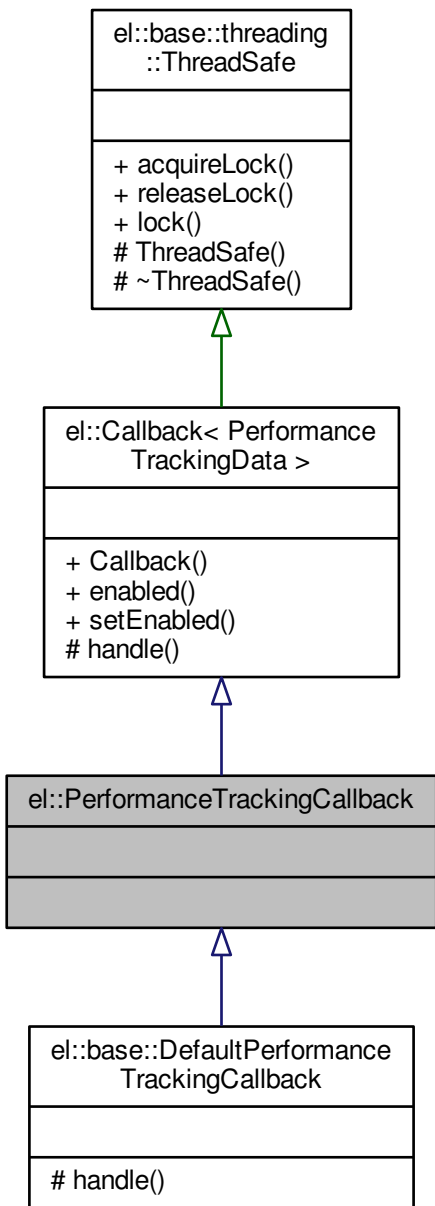 el::base::threading
::ThreadSafe
+ acquireLock()
+ releaseLock()
+ lock()
# ThreadSafe()
# ~ThreadSafe()
el::Callback< Performance
TrackingData >
+ Callback()
+ enabled()
+ setEnabled()
# handle()
el::PerformanceTrackingCallback
el::base::DefaultPerformance
TrackingCallback
# handle()